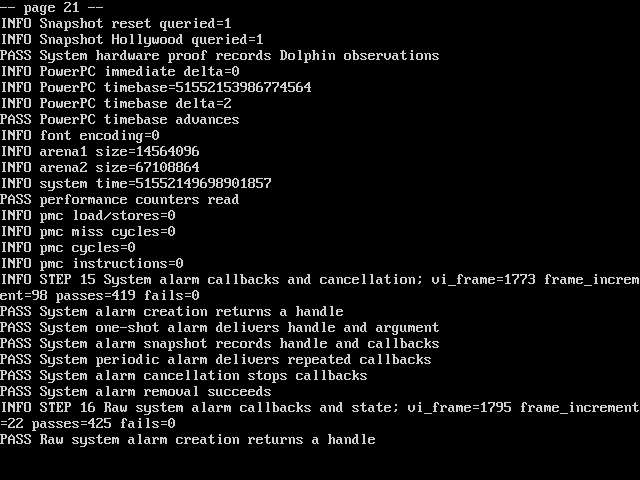 -- page 21 --
INFO Snapshot reset queried=1
INFO Snapshot Hollywood queried=1
PASS System hardware proof records Dolphin observations
INFO PowerPC immediate delta=0
INFO PowerPC timebase=51552153986774564
INFO PowerPC timebase delta=2
PASS PowerPC timebase advances
INFO font encoding=0
INFO arena1 size=14564096
INFO arena2 size=67108864
INFO system time=51552149698901857
PASS performance counters read
INFO pmc load/stores=0
INFO pmc miss cycles=0
INFO pmc cycles=0
INFO pmc instructions=0
INFO STEP 15 System alarm callbacks and cancellation; vi_frame=1773 frame_increm
ent=98 passes=419 fails=0
PASS System alarm creation returns a handle
PASS System one-shot alarm delivers handle and argument
PASS System alarm snapshot records handle and callbacks
PASS System periodic alarm delivers repeated callbacks
PASS System alarm cancellation stops callbacks
PASS System alarm removal succeeds
INFO STEP 16 Raw system alarm callbacks and state; vi_frame=1795 frame_increment
=22 passes=425 fails=0
PASS Raw system alarm creation returns a handle